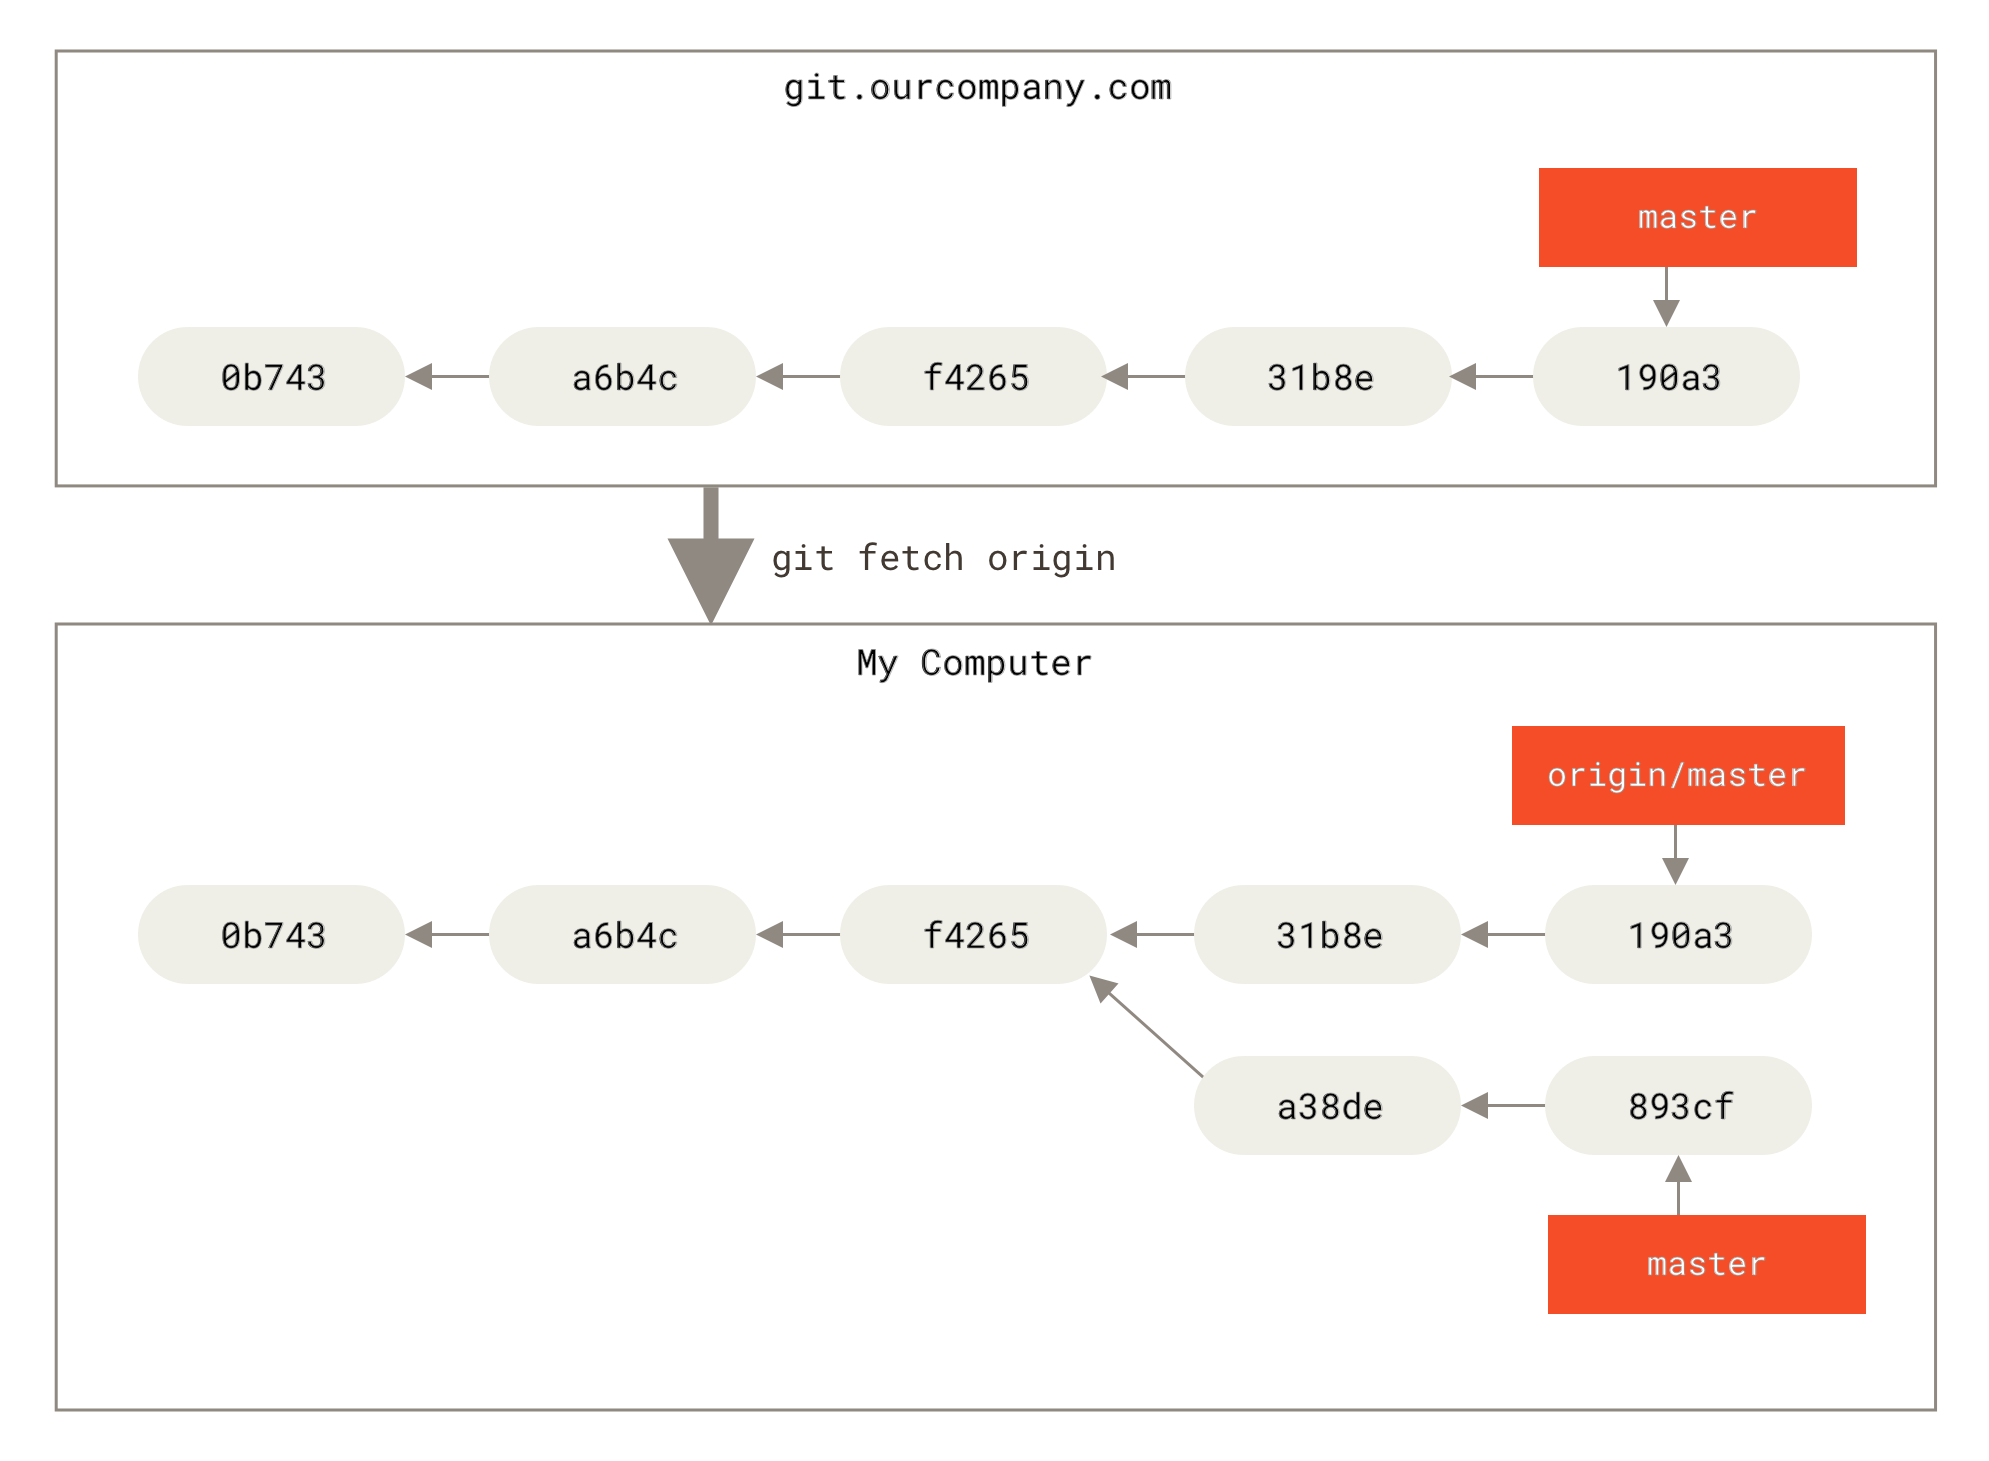 git.ourcompany.com
master
0b743
a6b4c
f4265
31b8e
190a3
git fetch origin
My Computer
origin/master
0b743
a6b4c
f4265
31b8e
190a3
a38de
893cf
master